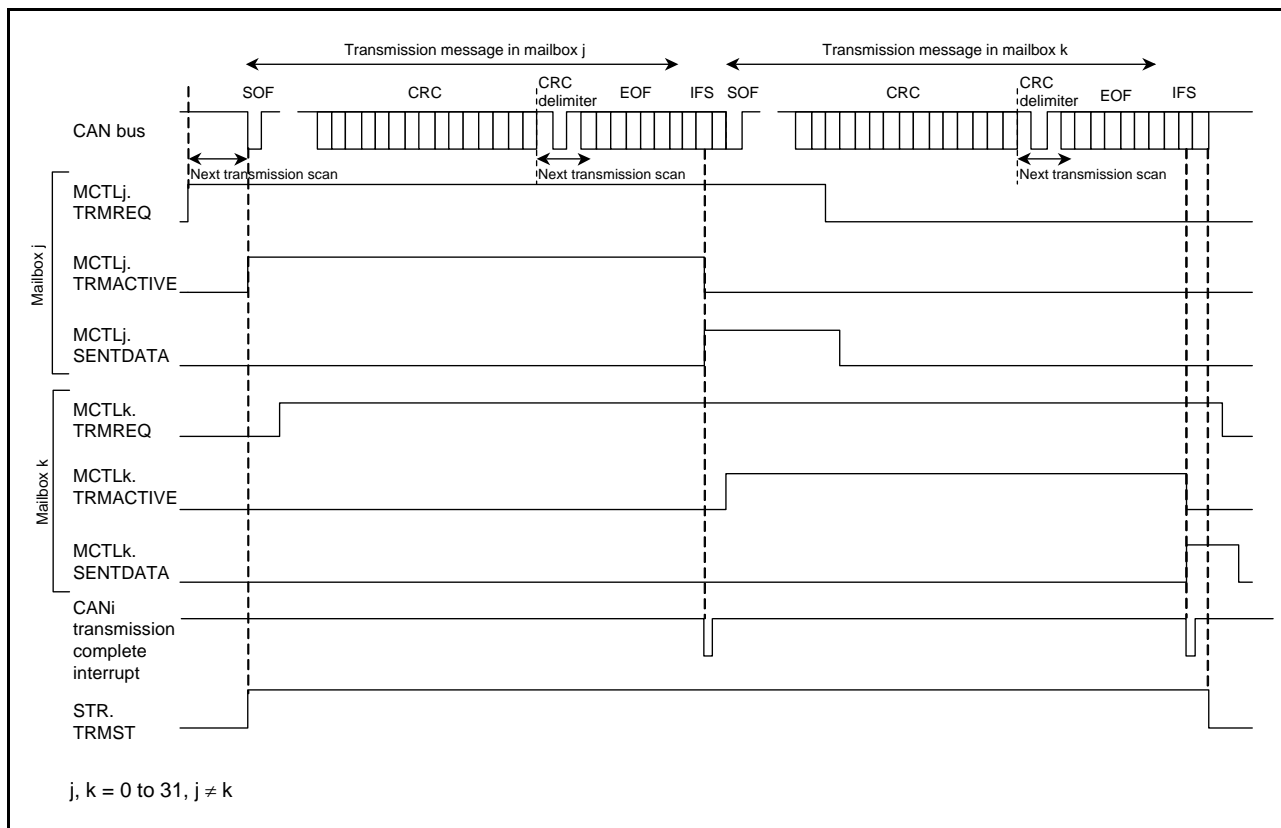 Transmission message in mailbox j
Transmission message in mailbox k
SOF
CRC
CRC
delimiter
EOF
IFS
SOF
CRC
CRC
delimiter
EOF
IFS
CAN bus
Next transmission scan
Next transmission scan
Next transmission scan
Mailbox j
MCTLj.
TRMREQ
MCTLj.
TRMACTIVE
MCTLj.
SENTDATA
Mailbox k
MCTLk.
TRMREQ
MCTLk.
TRMACTIVE
MCTLk.
SENTDATA
CANi
transmission
complete
interrupt
STR.
TRMST
j, k = 0 to 31, j ≠ k